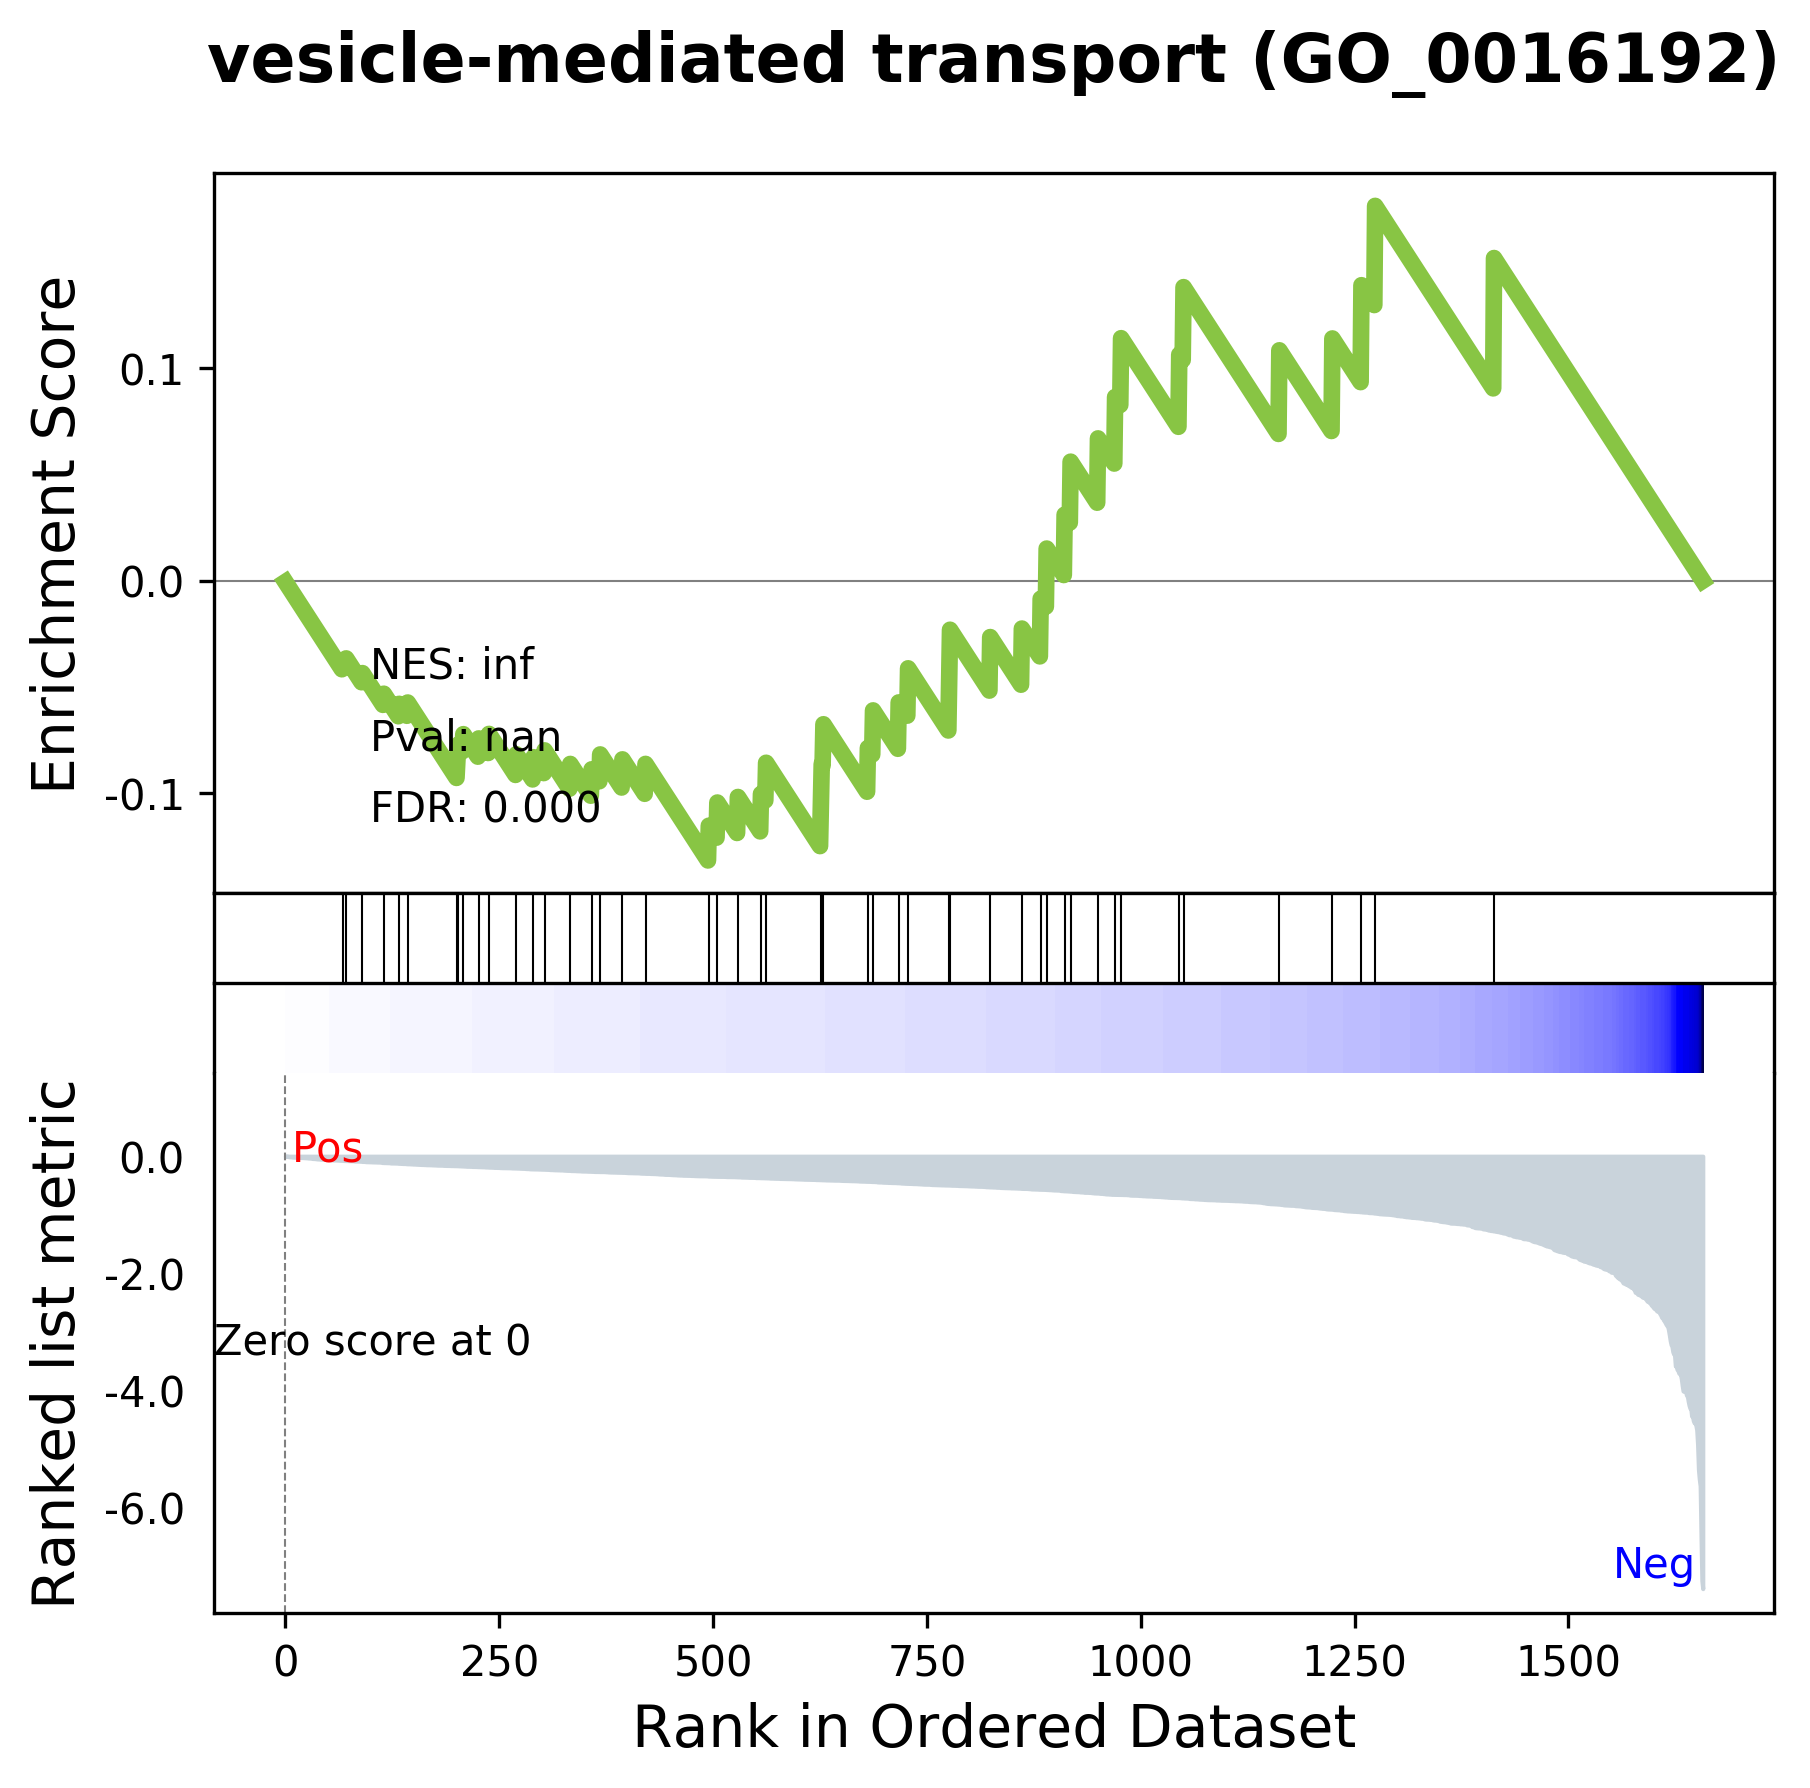 vesicle-mediated transport (GO_0016192)
Enrichment Score
0.1
0.0
-0.1
NES: inf
Pval: nan
FDR: 0.000
Ranked list metric
0.0
-2.0
-4.0
-6.0
Pos
Zero score at 0
Neg
0 250 500 750 1000 1250 1500
Rank in Ordered Dataset